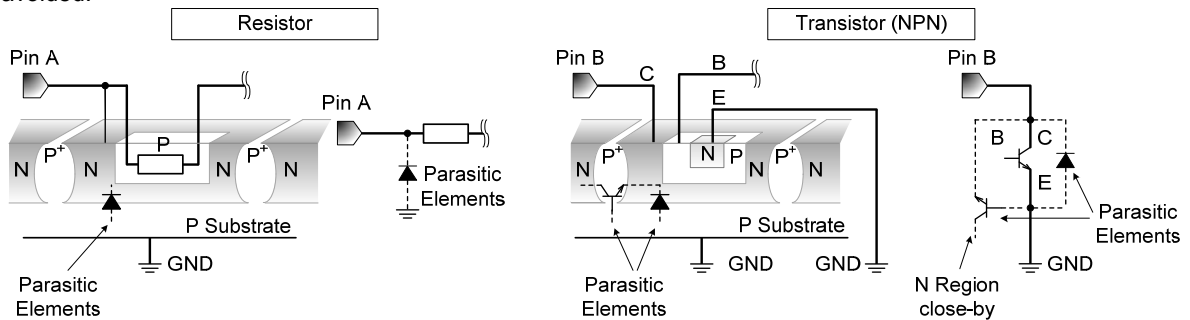 avoided.
Resistor
Transistor (NPN)
Pin A
Pin A
N
P+
N
P
N
P+
N
Parasitic
Elements
P Substrate
GND
Parasitic
Elements
Pin B
C
B
E
N
P+
N
N
P
N
P+
N
P Substrate
GND
GND
Parasitic
Elements
Pin B
B
C
E
Parasitic
Elements
GND
N Region
close-by